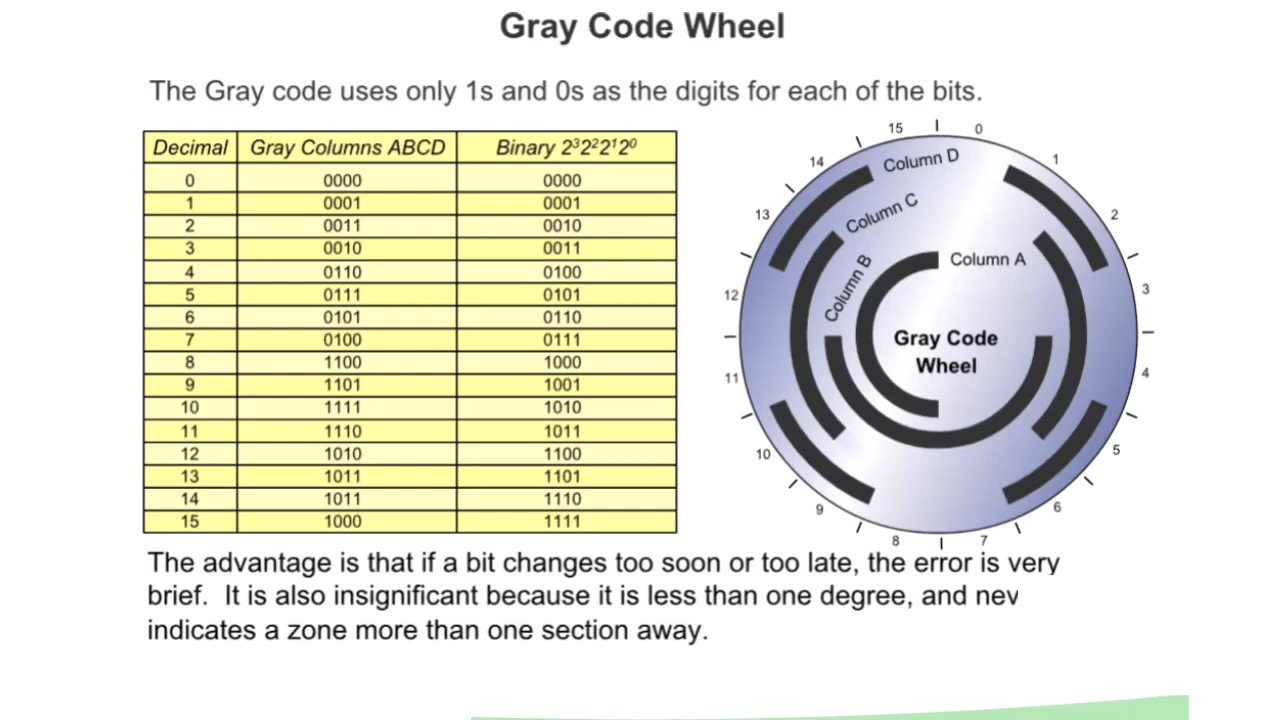 Gray Code Wheel
The Gray code uses only 1s and 0s as the digits for each of the bits.
Decimal Gray Columns ABCD Binary 2³2²2¹2⁰
0 0000 0000
1 0001 0001
2 0011 0010
3 0010 0011
4 0110 0100
5 0111 0101
6 0101 0110
7 0100 0111
8 1100 1000
9 1101 1001
10 1111 1010
11 1110 1011
12 1010 1100
13 1011 1101
14 1011 1110
15 1000 1111
15 0
14 1
13 2
12 3
11 4
10 5
9 6
8 7
Column D
Column C
Column B
Column A
Gray Code
Wheel
The advantage is that if a bit changes too soon or too late, the error is very
brief. It is also insignificant because it is less than one degree, and nev
indicates a zone more than one section away.